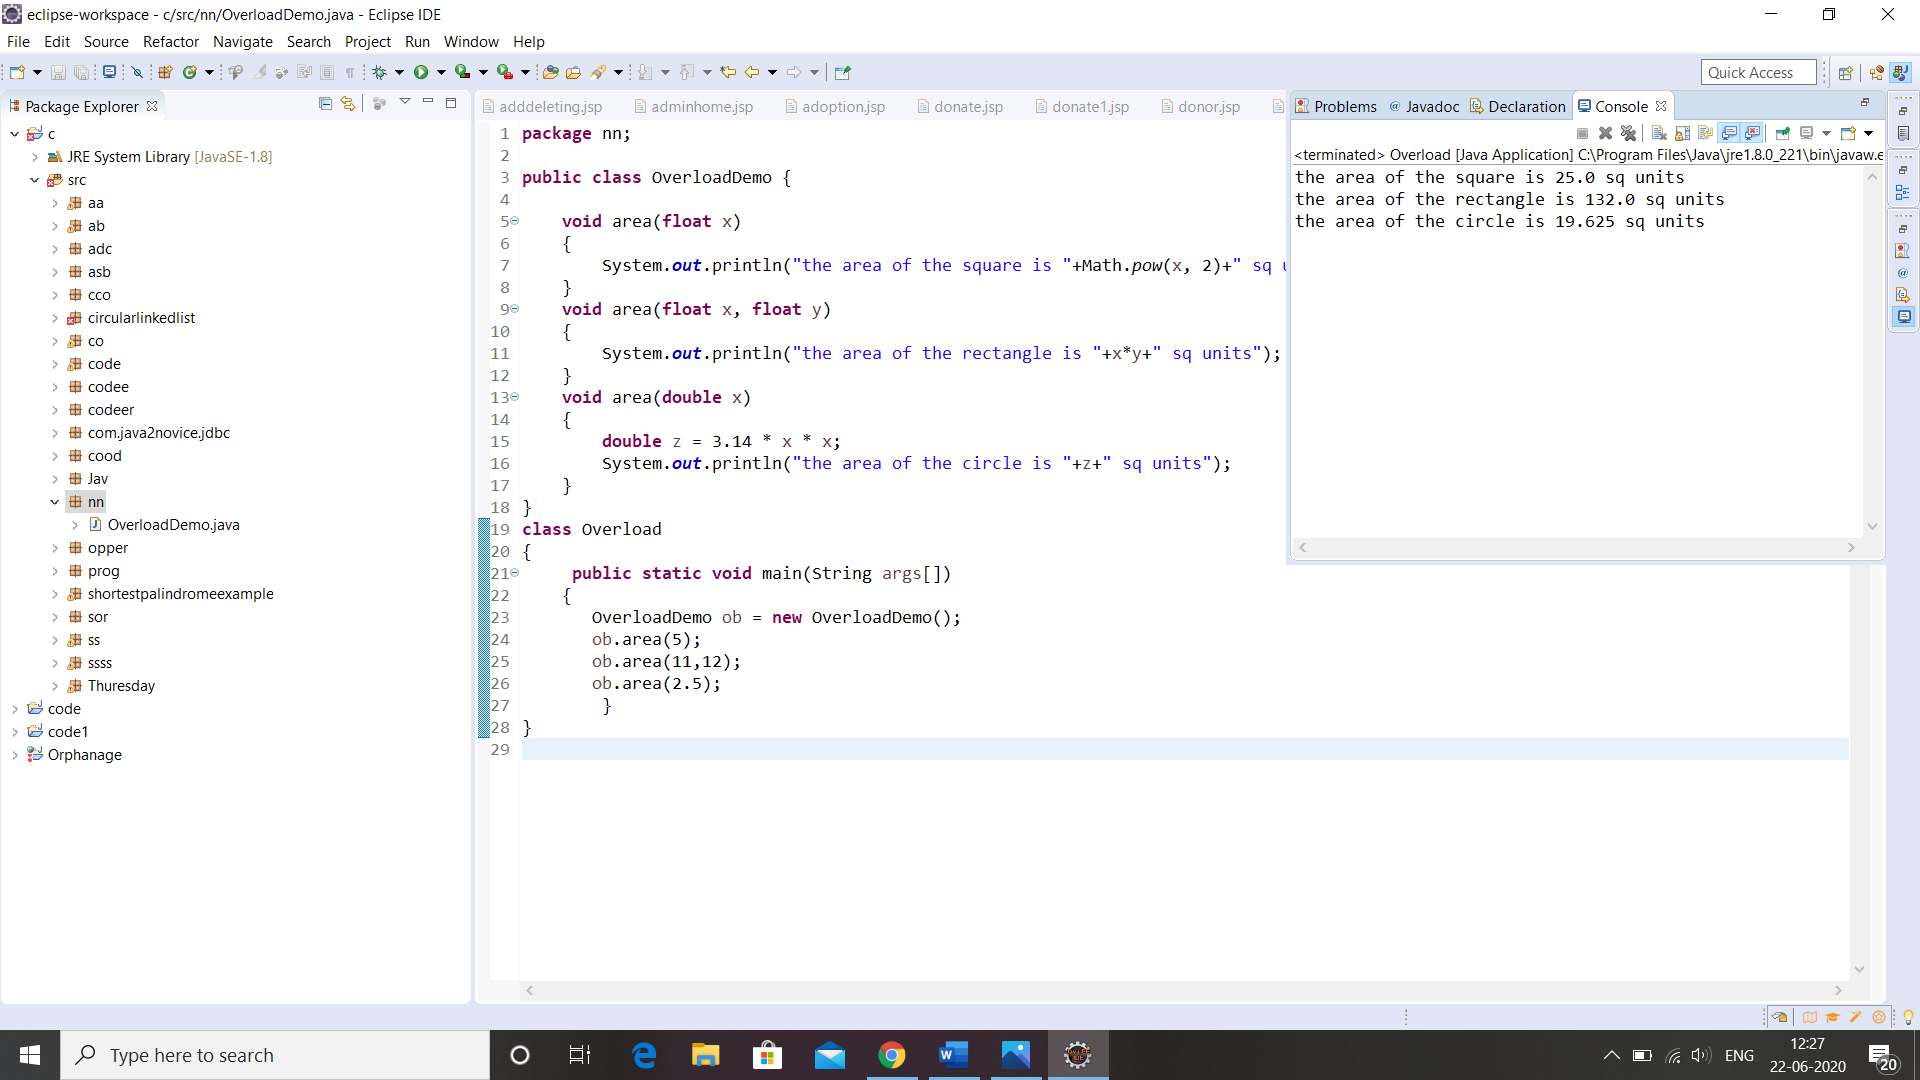 eclipse-workspace - c/src/nn/OverloadDemo.java - Eclipse IDE
File Edit Source Refactor Navigate Search Project Run Window Help
Quick Access
Package Explorer
c
JRE System Library [JavaSE-1.8]
src
aa
ab
adc
asb
cco
circularlinkedlist
co
code
codee
codeer
com.java2novice.jdbc
cood
Jav
nn
OverloadDemo.java
opper
prog
shortestpalindromeexample
sor
ss
ssss
Thuresday
code
code1
Orphanage
adddeleting.jsp adminhome.jsp adoption.jsp donate.jsp donate1.jsp donor.jsp
1 package nn;
2
3 public class OverloadDemo {
4
5 void area(float x)
6 {
7 System.out.println("the area of the square is "+Math.pow(x, 2)+" sq
8 }
9 void area(float x, float y)
10 {
11 System.out.println("the area of the rectangle is "+x*y+" sq units");
12 }
13 void area(double x)
14 {
15 double z = 3.14 * x * x;
16 System.out.println("the area of the circle is "+z+" sq units");
17 }
18 }
19 class Overload
20 {
21 public static void main(String args[])
22 {
23 OverloadDemo ob = new OverloadDemo();
24 ob.area(5);
25 ob.area(11,12);
26 ob.area(2.5);
27 }
28 }
29
Problems Javadoc Declaration Console
<terminated> Overload [Java Application] C:\Program Files\Java\jre1.8.0_221\bin\javaw.e
the area of the square is 25.0 sq units
the area of the rectangle is 132.0 sq units
the area of the circle is 19.625 sq units
Type here to search
ENG
12:27
22-06-2020
20